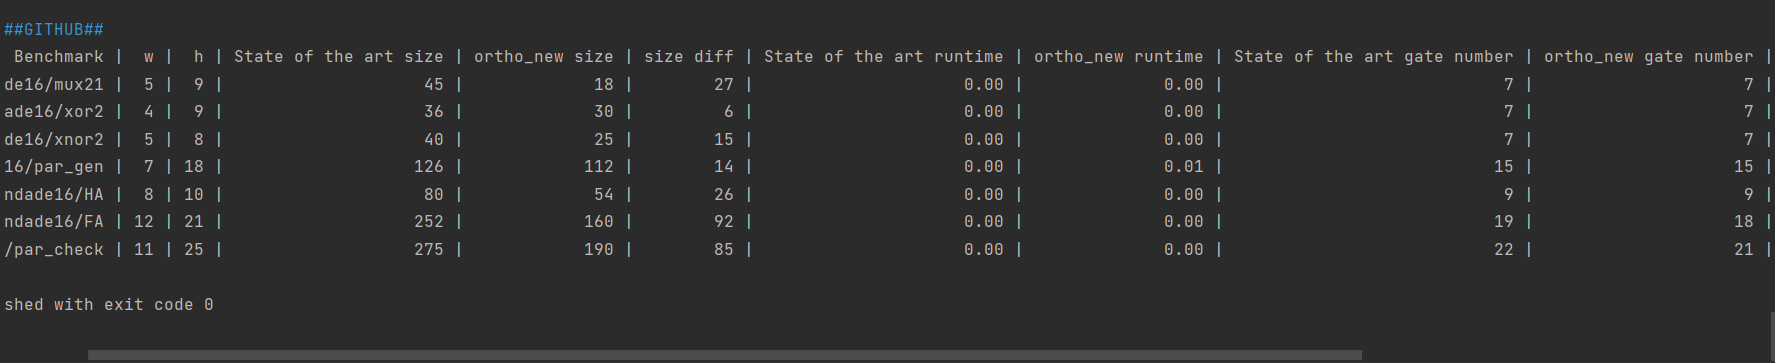 ##GITHUB##
Benchmark | w | h | State of the art size | ortho_new size | size diff | State of the art runtime | ortho_new runtime | State of the art gate number | ortho_new gate number |
de16/mux21 | 5 | 9 | 45 | 18 | 27 | 0.00 | 0.00 | 7 | 7 |
ade16/xor2 | 4 | 9 | 36 | 30 | 6 | 0.00 | 0.00 | 7 | 7 |
de16/xnor2 | 5 | 8 | 40 | 25 | 15 | 0.00 | 0.00 | 7 | 7 |
16/par_gen | 7 | 18 | 126 | 112 | 14 | 0.00 | 0.01 | 15 | 15 |
ndade16/HA | 8 | 10 | 80 | 54 | 26 | 0.00 | 0.00 | 9 | 9 |
ndade16/FA | 12 | 21 | 252 | 160 | 92 | 0.00 | 0.00 | 19 | 18 |
/par_check | 11 | 25 | 275 | 190 | 85 | 0.00 | 0.00 | 22 | 21 |
shed with exit code 0